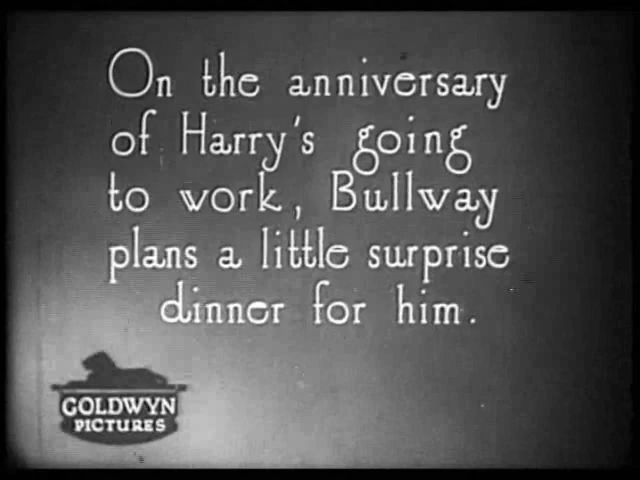 On the anniversary
of Harry's going
to work, Bullway
plans a little surprise
dinner for him.
GOLDWYN
PICTURES